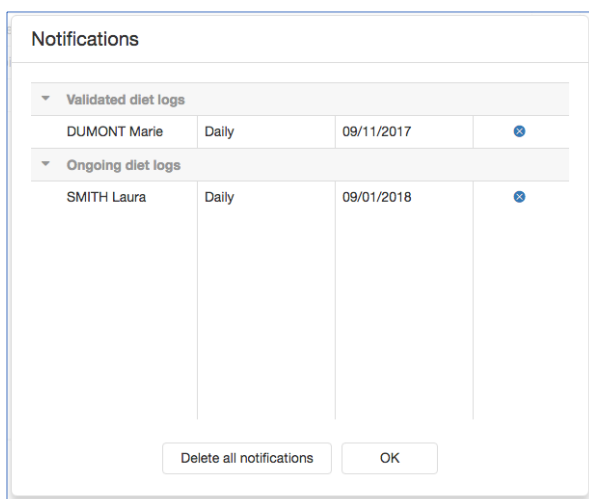 Notifications
Validated diet logs
DUMONT Marie Daily 09/11/2017
Ongoing diet logs
SMITH Laura Daily 09/01/2018
Delete all notifications OK